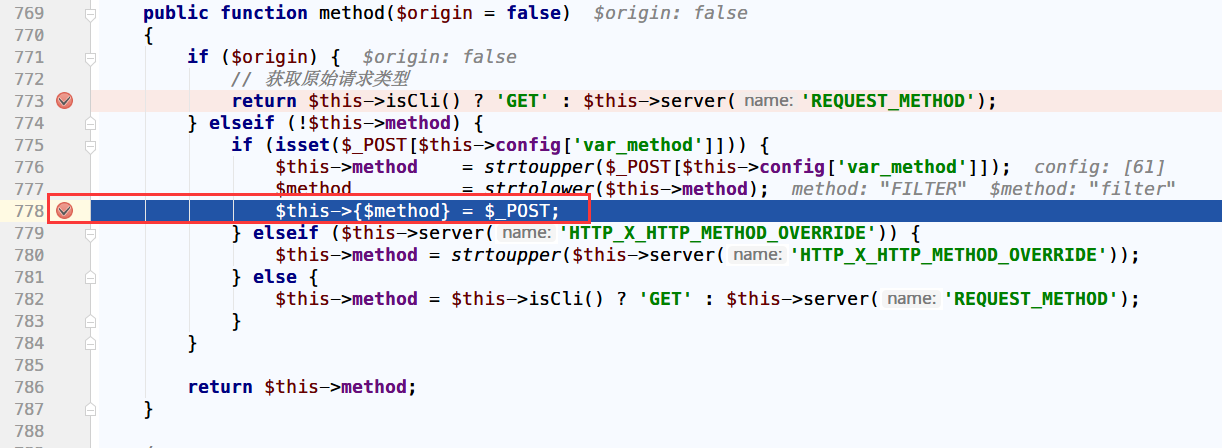 769 public function method($origin = false)  $origin: false
770 {
771 if ($origin) {  $origin: false
772 // 获取原始请求类型
773 return $this->isCli() ? 'GET' : $this->server( name: 'REQUEST_METHOD');
774 } elseif (!$this->method) {
775 if (isset($_POST[$this->config['var_method']])) {
776 $this->method    = strtoupper($_POST[$this->config['var_method']]);  config: [61]
777 $method          = strtolower($this->method);  method: "FILTER"  $method: "filter"
778 $this->{$method} = $_POST;
779 } elseif ($this->server( name: 'HTTP_X_HTTP_METHOD_OVERRIDE')) {
780 $this->method = strtoupper($this->server( name: 'HTTP_X_HTTP_METHOD_OVERRIDE'));
781 } else {
782 $this->method = $this->isCli() ? 'GET' : $this->server( name: 'REQUEST_METHOD');
783 }
784 }
785
786 return $this->method;
787 }
788